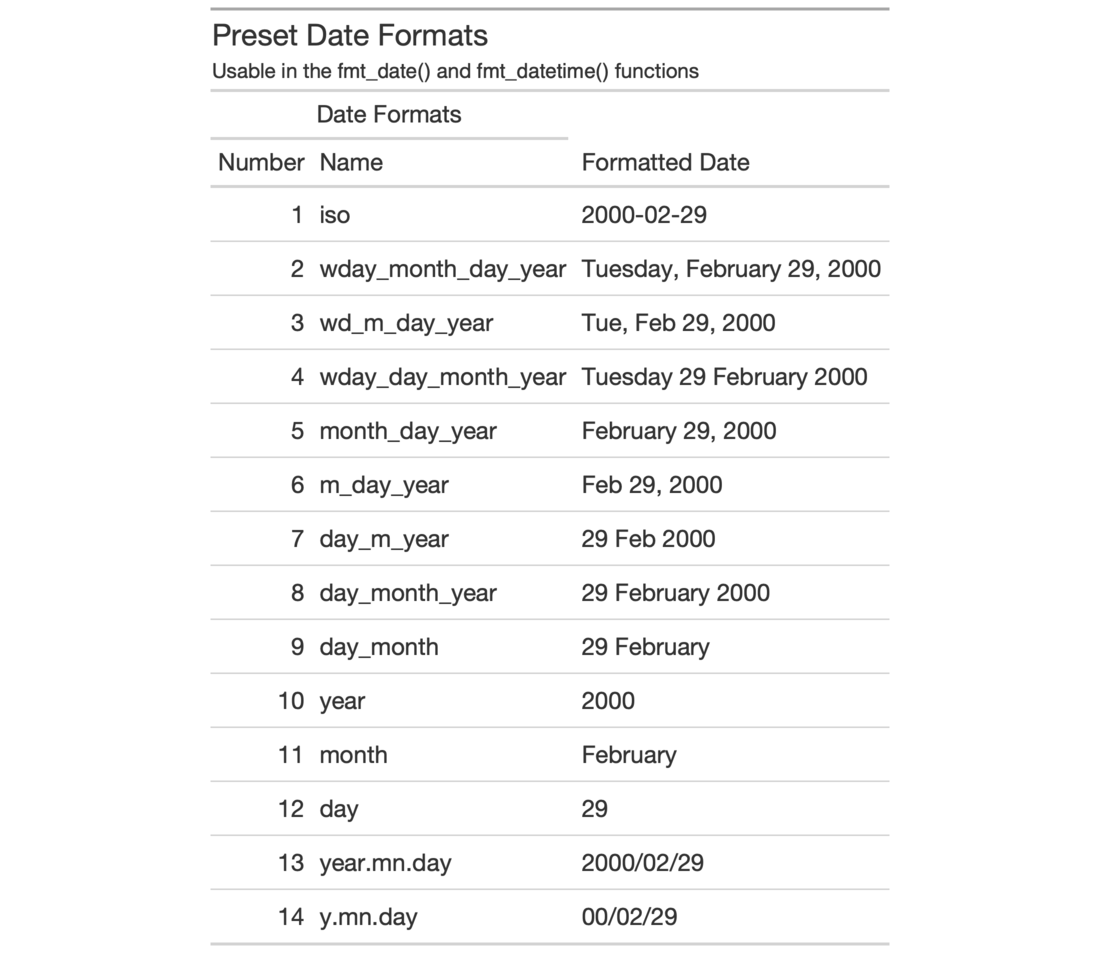 Preset Date Formats
Usable in the fmt_date() and fmt_datetime() functions
Date Formats
Number Name Formatted Date
1 iso 2000-02-29
2 wday_month_day_year Tuesday, February 29, 2000
3 wd_m_day_year Tue, Feb 29, 2000
4 wday_day_month_year Tuesday 29 February 2000
5 month_day_year February 29, 2000
6 m_day_year Feb 29, 2000
7 day_m_year 29 Feb 2000
8 day_month_year 29 February 2000
9 day_month 29 February
10 year 2000
11 month February
12 day 29
13 year.mn.day 2000/02/29
14 y.mn.day 00/02/29